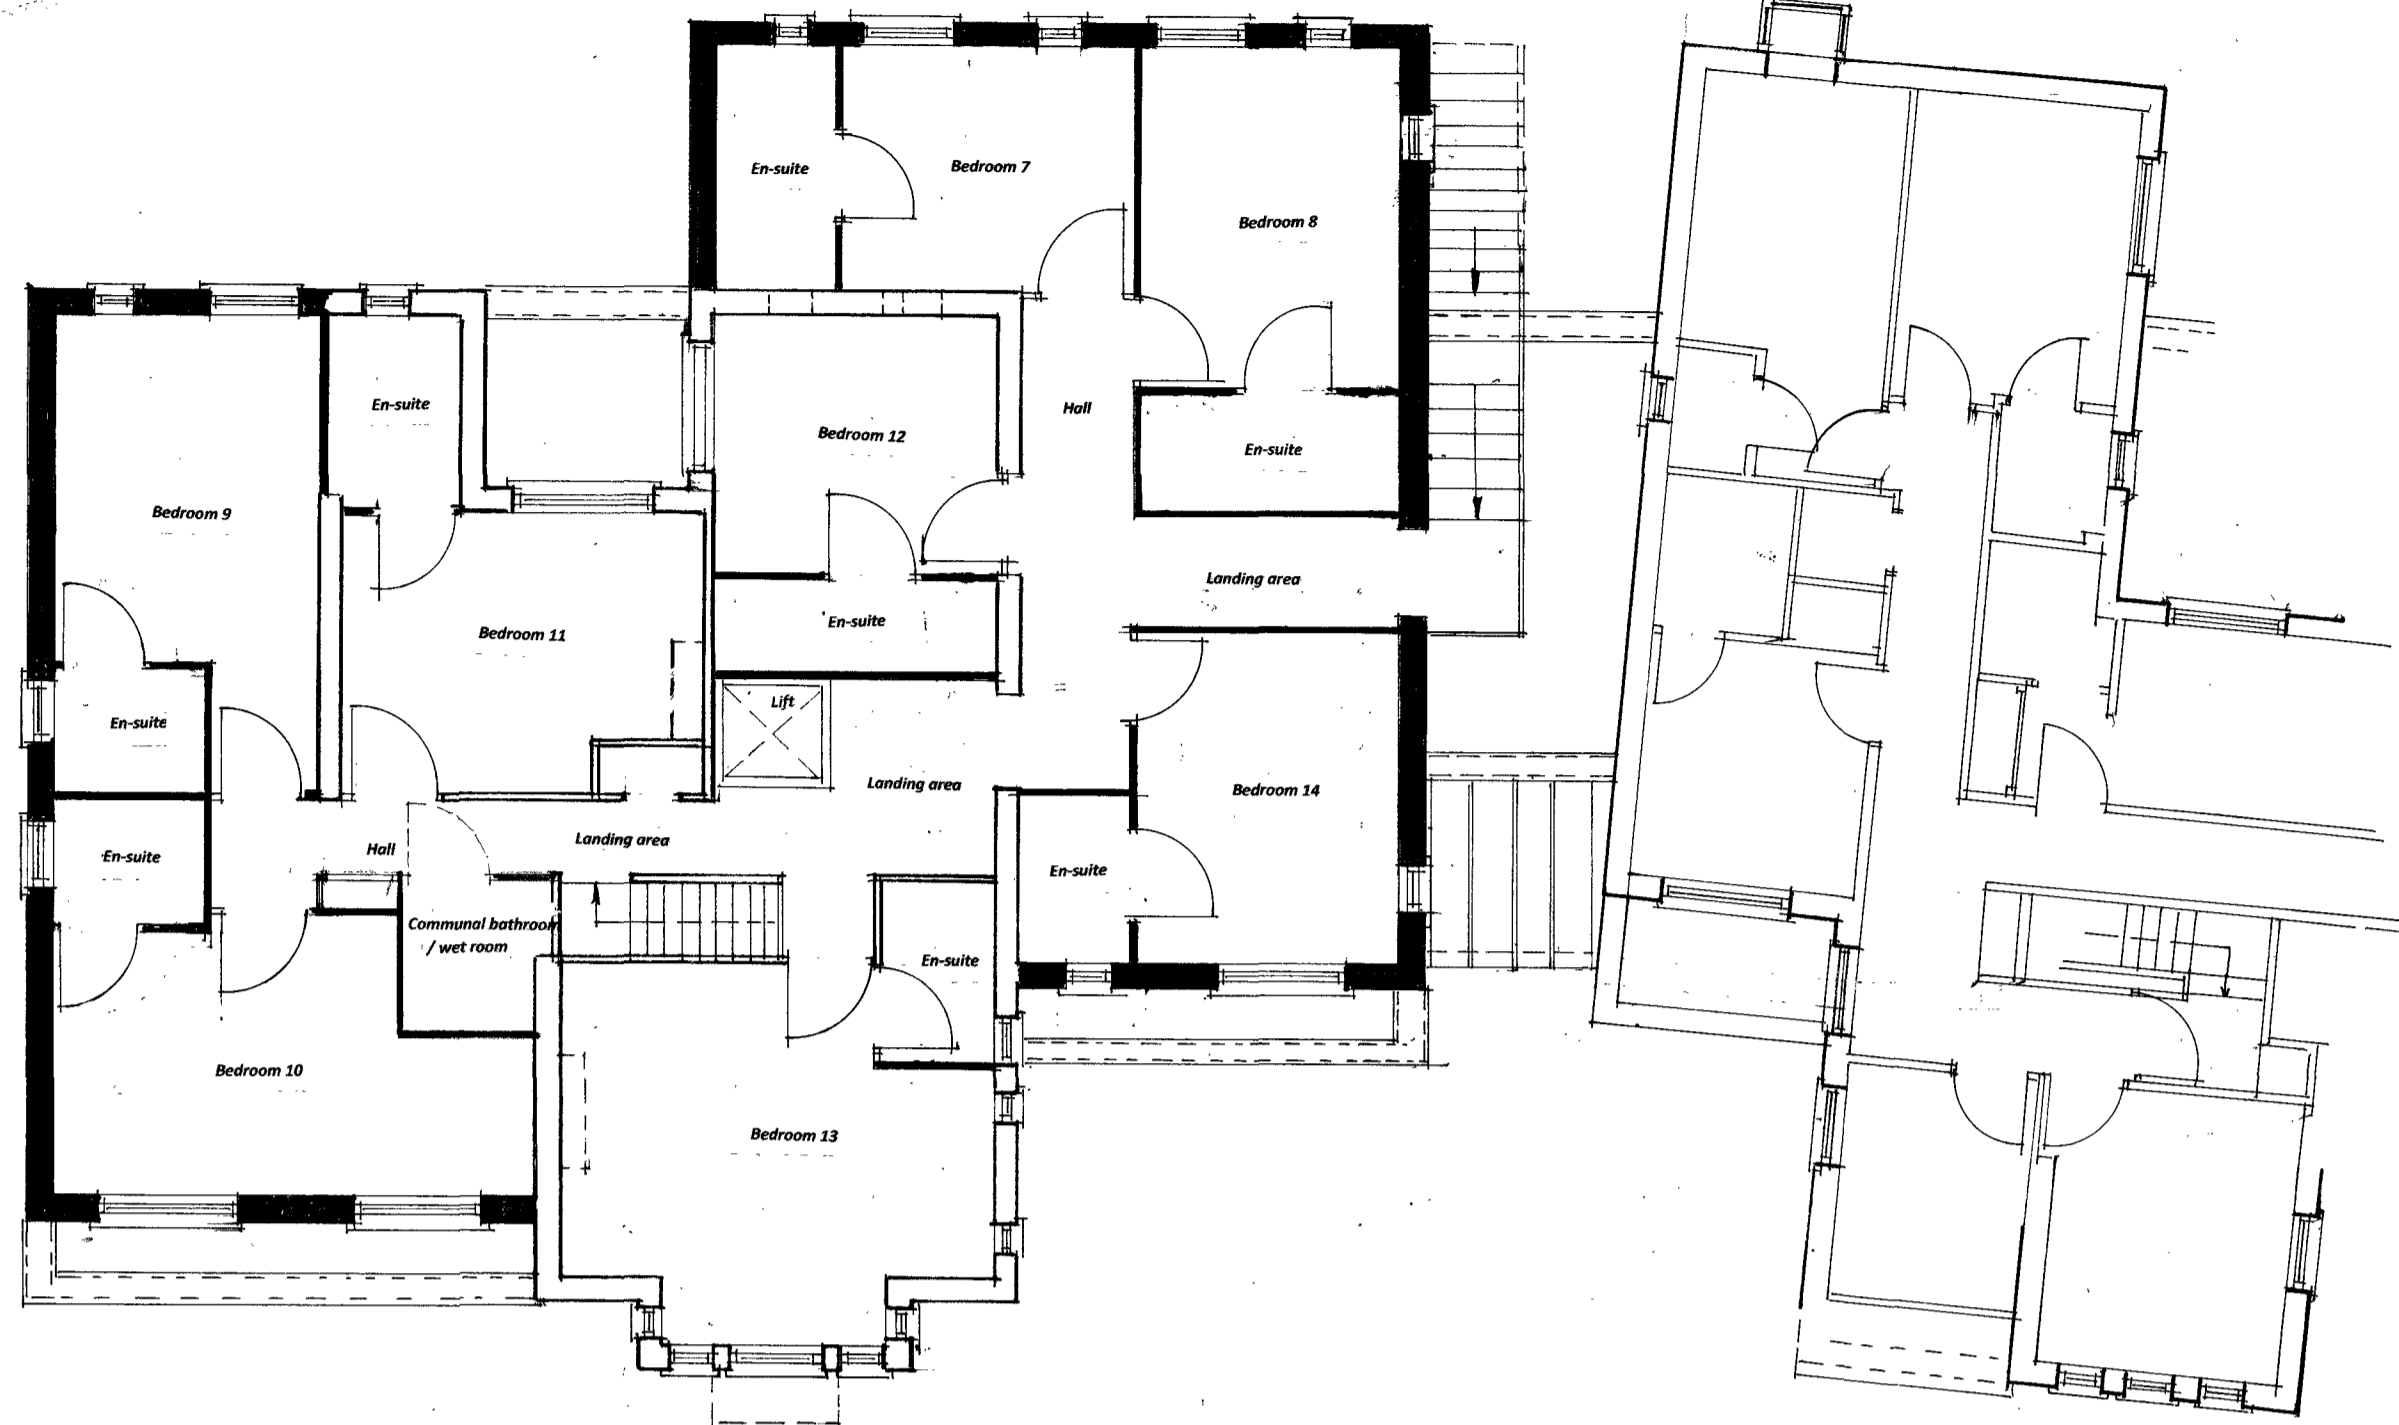 En-suite
Bedroom 7
Bedroom 8
En-suite
Hall
Bedroom 12
En-suite
Bedroom 9
Landing area
En-suite
Bedroom 11
Lift
En-suite
Landing area
Bedroom 14
Landing area
Hall
En-suite
En-suite
Communal bathroom
/ wet room
En-suite
Bedroom 10
Bedroom 13